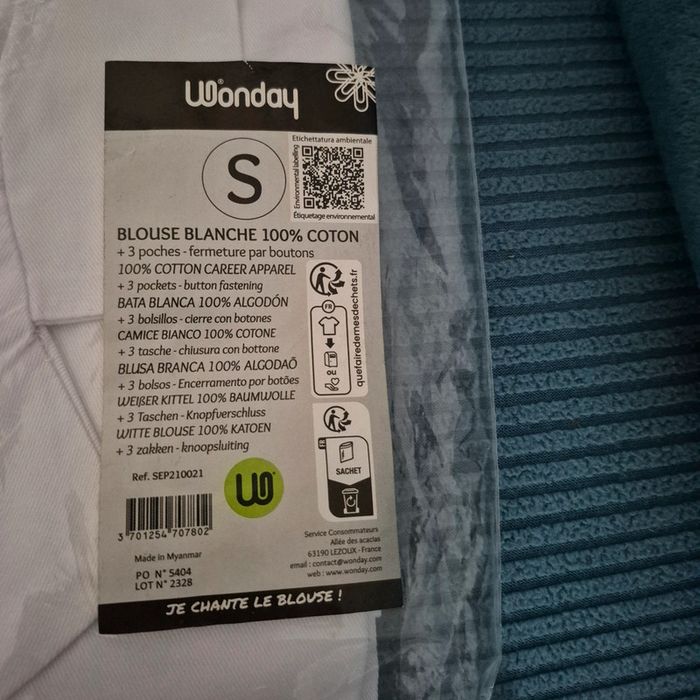 Wonday
S
Etichettatura ambientale
Environmental labelling
Étiquetage environnemental
BLOUSE BLANCHE 100% COTON
+ 3 poches - fermeture par boutons
100% COTTON CAREER APPAREL
+ 3 pockets - button fastening
BATA BLANCA 100% ALGODÓN
+ 3 bolsillos - cierre con botones
CAMICE BIANCO 100% COTONE
+ 3 tasche - chiusura con bottone
BLUSA BRANCA 100% ALGODAÕ
+ 3 bolsos - Encerramento por botões
WEIẞER KITTEL 100% BAUMWOLLE
+ 3 Taschen - Knopfverschluss
WITTE BLOUSE 100% KATOEN
+ 3 zakken - knoopsluiting
FR
OU
quefairedemesdechets.fr
FR
SACHET
Ref. SEP210021
3 701254 707802
Made in Myanmar
PO N° 5404
LOT N° 2328
Service Consommateurs
Allée des acacias
63190 LEZOUX - France
email : contact@wonday.com
web : www.wonday.com
JE CHANTE LE BLOUSE !